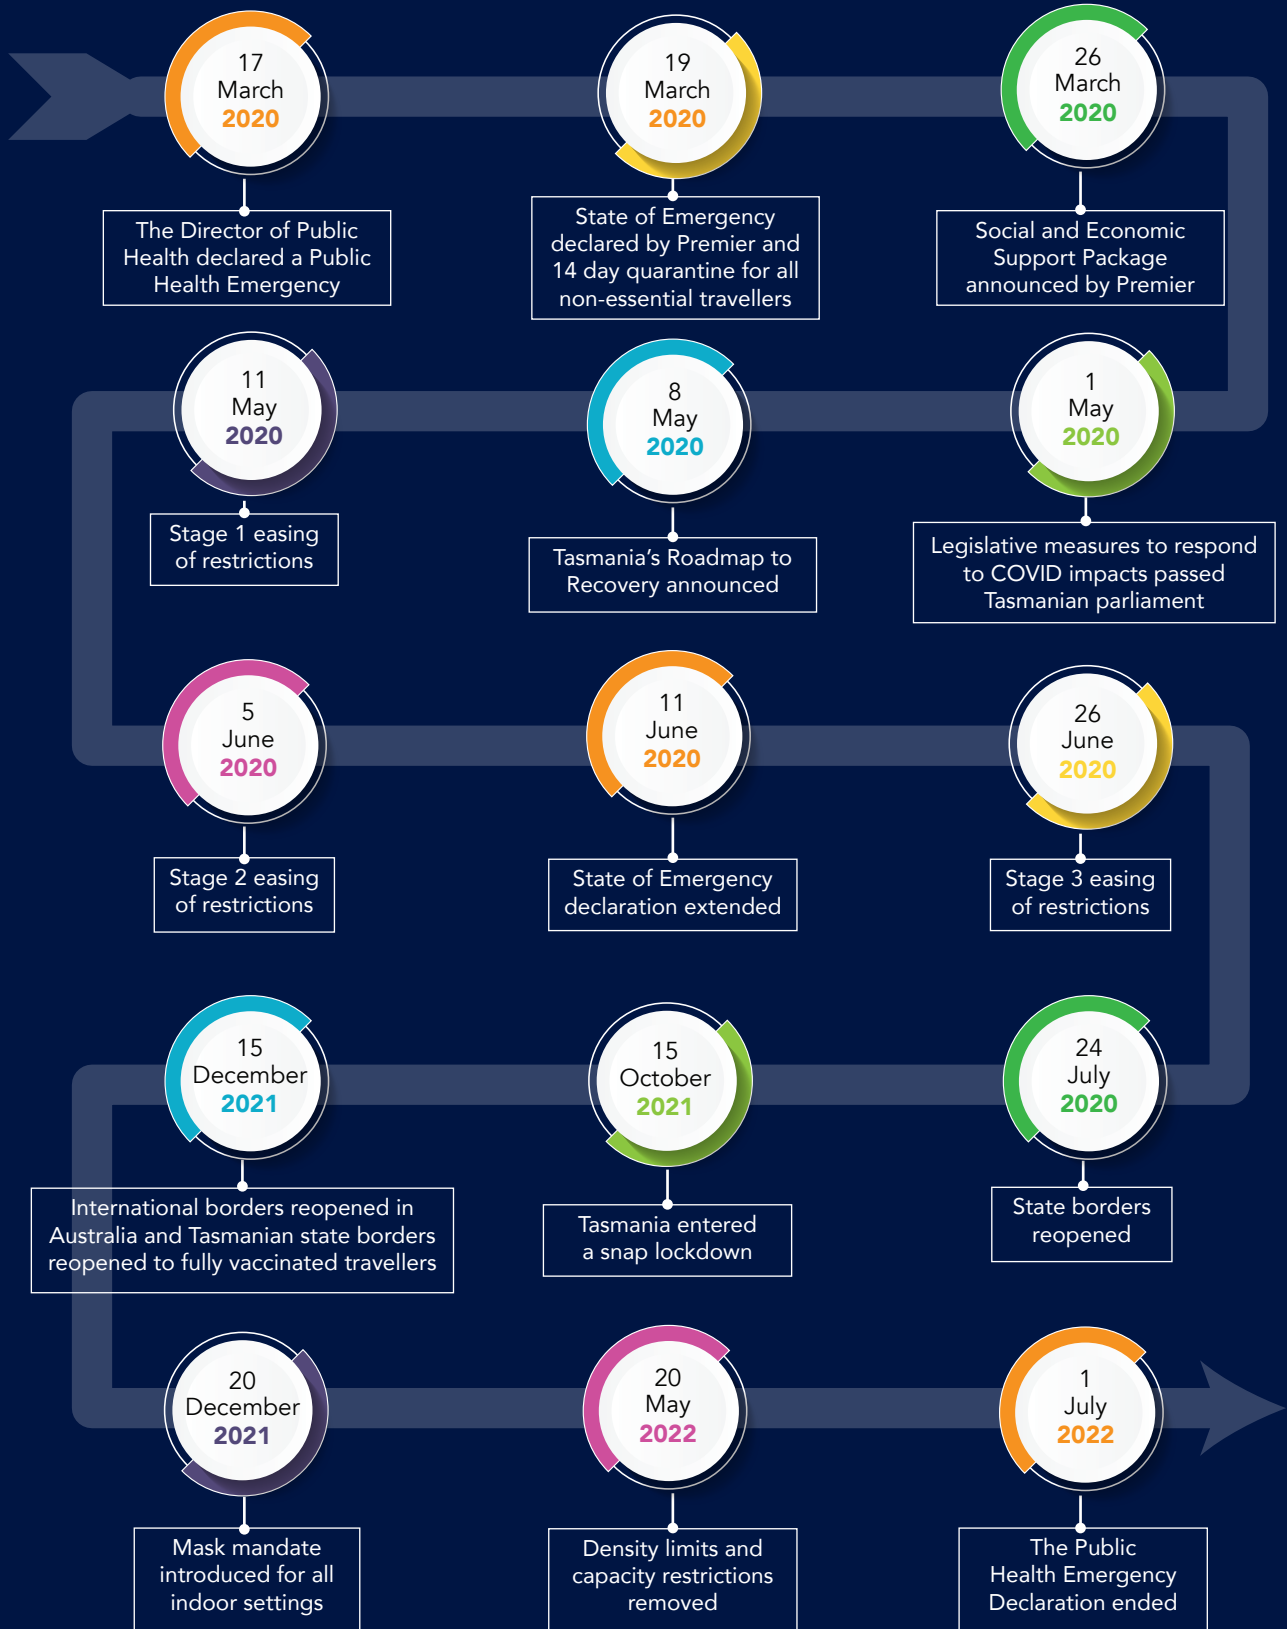 17
March
2020
The Director of Public
Health declared a Public
Health Emergency
19
March
2020
State of Emergency
declared by Premier and
14 day quarantine for all
non-essential travellers
26
March
2020
Social and Economic
Support Package
announced by Premier
1
May
2020
Legislative measures to respond
to COVID impacts passed
Tasmanian parliament
8
May
2020
Tasmania's Roadmap to
Recovery announced
11
May
2020
Stage 1 easing
of restrictions
5
June
2020
Stage 2 easing
of restrictions
11
June
2020
State of Emergency
declaration extended
26
June
2020
Stage 3 easing
of restrictions
24
July
2020
State borders
reopened
15
October
2021
Tasmania entered
a snap lockdown
15
December
2021
International borders reopened in
Australia and Tasmanian state borders
reopened to fully vaccinated travellers
20
December
2021
Mask mandate
introduced for all
indoor settings
20
May
2022
Density limits and
capacity restrictions
removed
1
July
2022
The Public
Health Emergency
Declaration ended